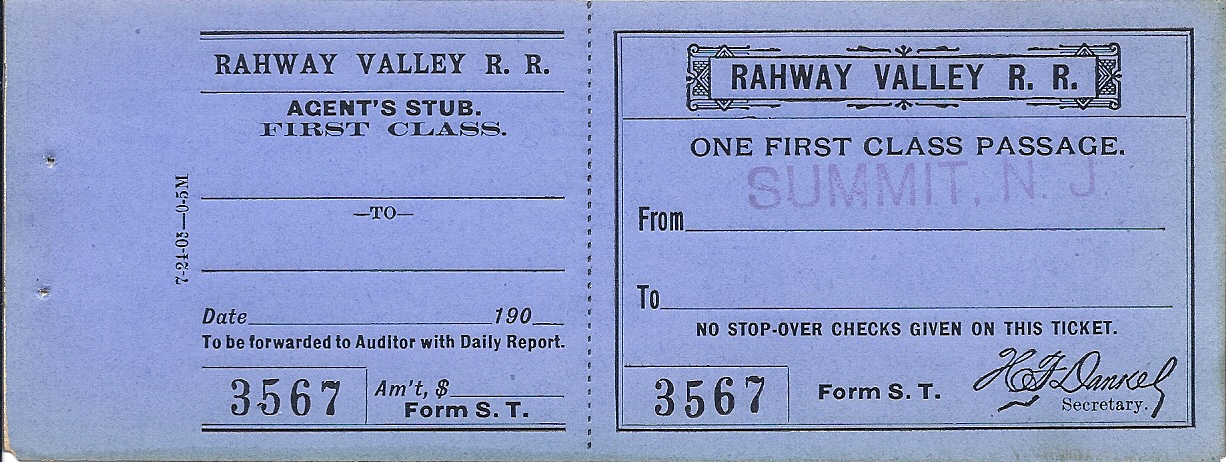 RAHWAY VALLEY R. R.
AGENT'S STUB.
FIRST CLASS.
—TO—
7-24-05—0-5M
Date 190
To be forwarded to Auditor with Daily Report.
3567
Am't, $
Form S. T.
RAHWAY VALLEY R. R.
ONE FIRST CLASS PASSAGE.
SUMMIT, N. J.
From
To
NO STOP-OVER CHECKS GIVEN ON THIS TICKET.
3567
Form S. T.
H F Dankel
Secretary.